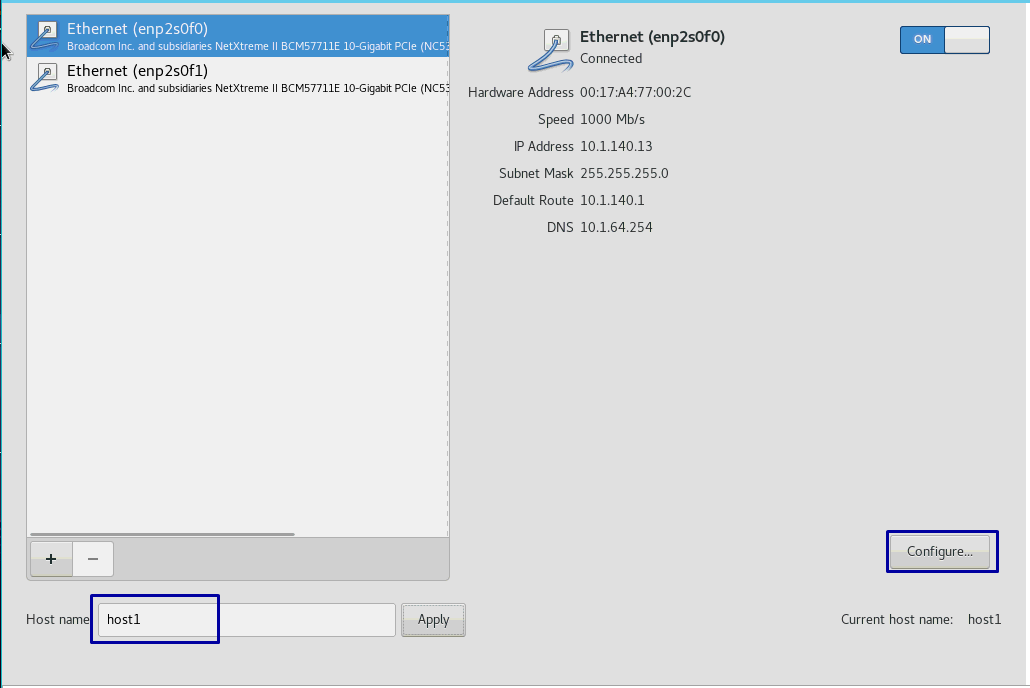 Ethernet (enp2s0f0)
Broadcom Inc. and subsidiaries NetXtreme II BCM57711E 10-Gigabit PCIe (NC53
Ethernet (enp2s0f1)
Broadcom Inc. and subsidiaries NetXtreme II BCM57711E 10-Gigabit PCIe (NC53
Ethernet (enp2s0f0)
Connected
ON
Hardware Address 00:17:A4:77:00:2C
Speed 1000 Mb/s
IP Address 10.1.140.13
Subnet Mask 255.255.255.0
Default Route 10.1.140.1
DNS 10.1.64.254
+ −
Configure...
Host name host1 Apply
Current host name: host1